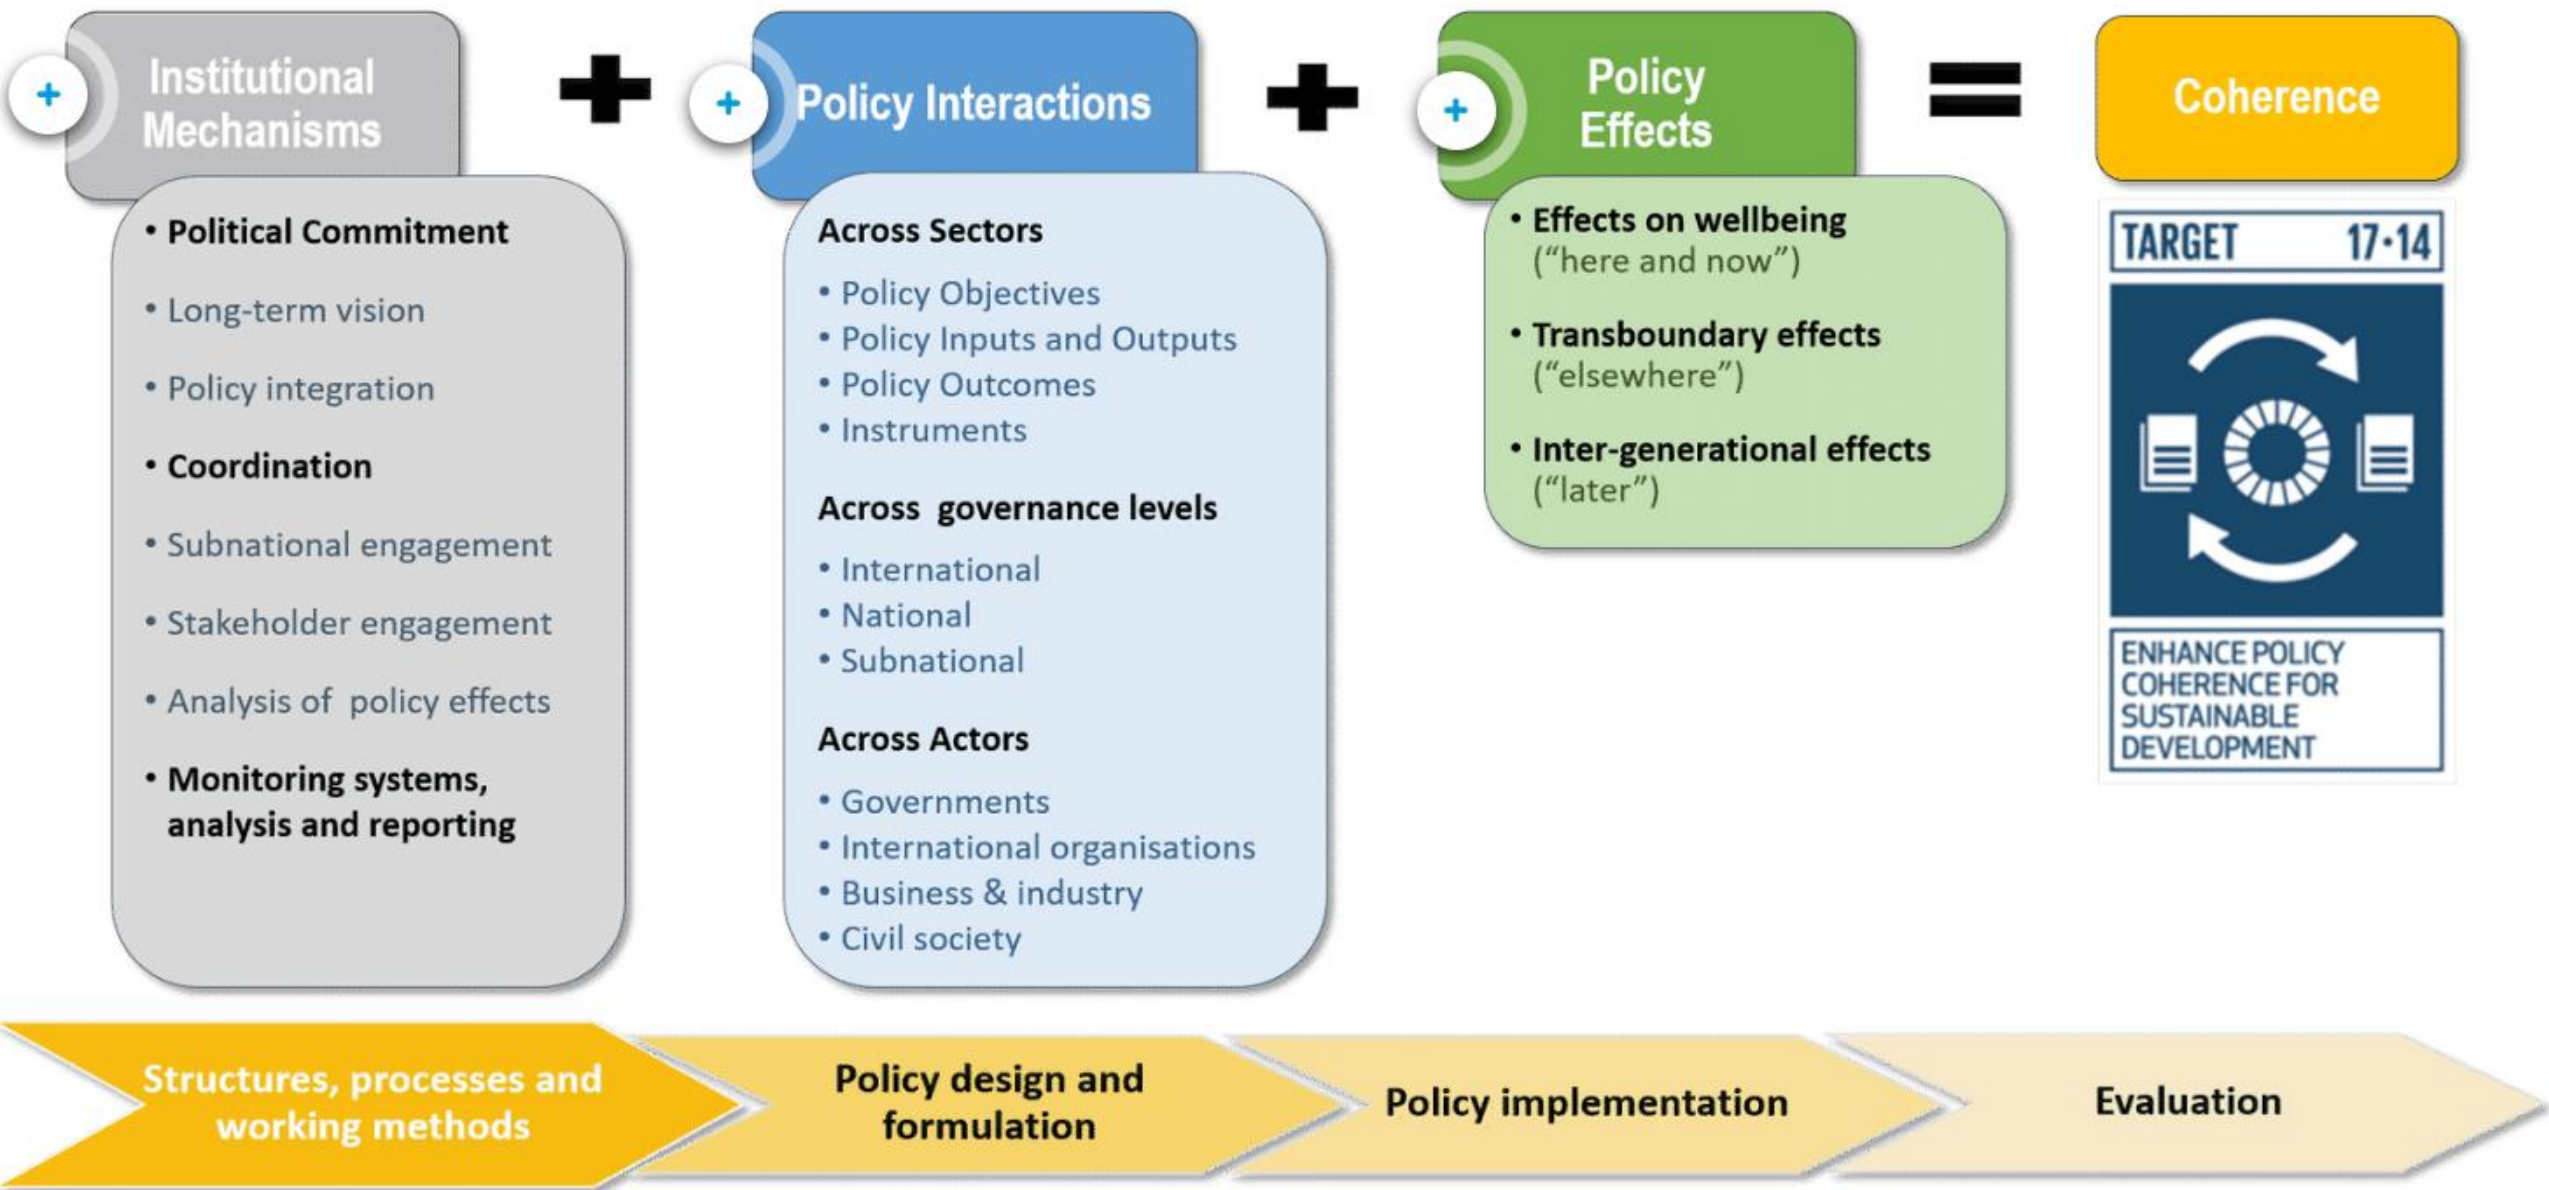 Institutional
Mechanisms
• Political Commitment
• Long-term vision
• Policy integration
• Coordination
• Subnational engagement
• Stakeholder engagement
• Analysis of policy effects
• Monitoring systems,
analysis and reporting
Policy Interactions
Across Sectors
• Policy Objectives
• Policy Inputs and Outputs
• Policy Outcomes
• Instruments
Across governance levels
• International
• National
• Subnational
Across Actors
• Governments
• International organisations
• Business & industry
• Civil society
Policy
Effects
• Effects on wellbeing
(“here and now”)
• Transboundary effects
(“elsewhere”)
• Inter-generational effects
(“later”)
Coherence
TARGET 17·14
ENHANCE POLICY
COHERENCE FOR
SUSTAINABLE
DEVELOPMENT
Structures, processes and
working methods
Policy design and
formulation
Policy implementation
Evaluation